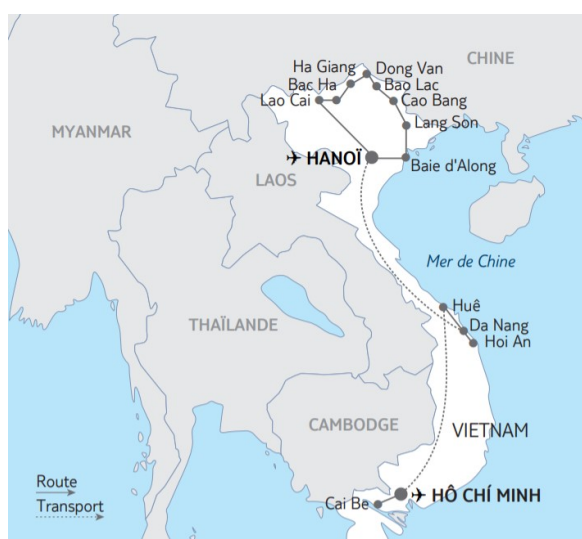 CHINE
Ha Giang
Dong Van
Bac Ha
Bao Lac
Lao Cai
Cao Bang
Lang Son
MYANMAR
HANOÏ
Baie d'Along
LAOS
Mer de Chine
Huê
THAÏLANDE
Da Nang
Hoi An
CAMBODGE
VIETNAM
Route
HÔ CHÍ MINH
Transport
Cai Be